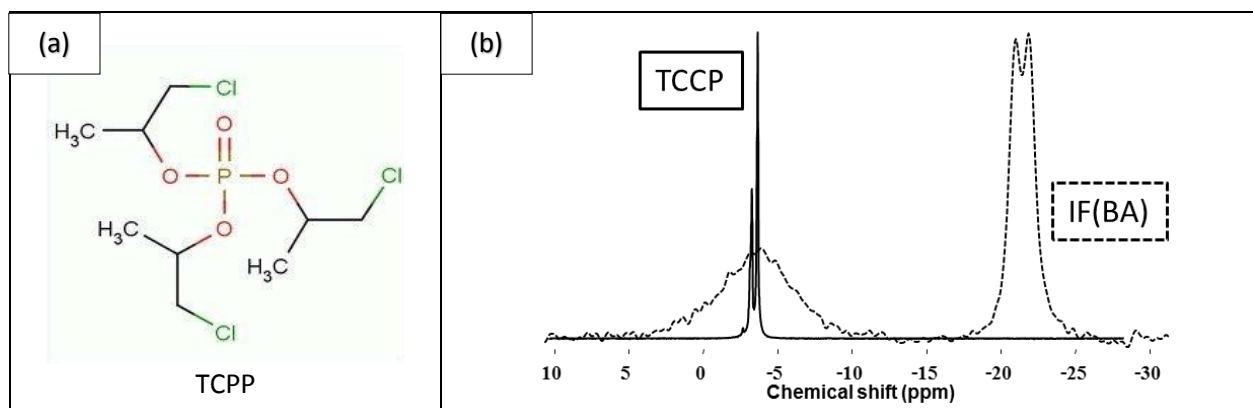 (a)
Cl
O
H₃C
O
P
O
Cl
O
H₃C
H₃C
Cl
TCPP
(b)
TCCP
IF(BA)
10 5 0 -5 -10 -15 -20 -25 -30
Chemical shift (ppm)